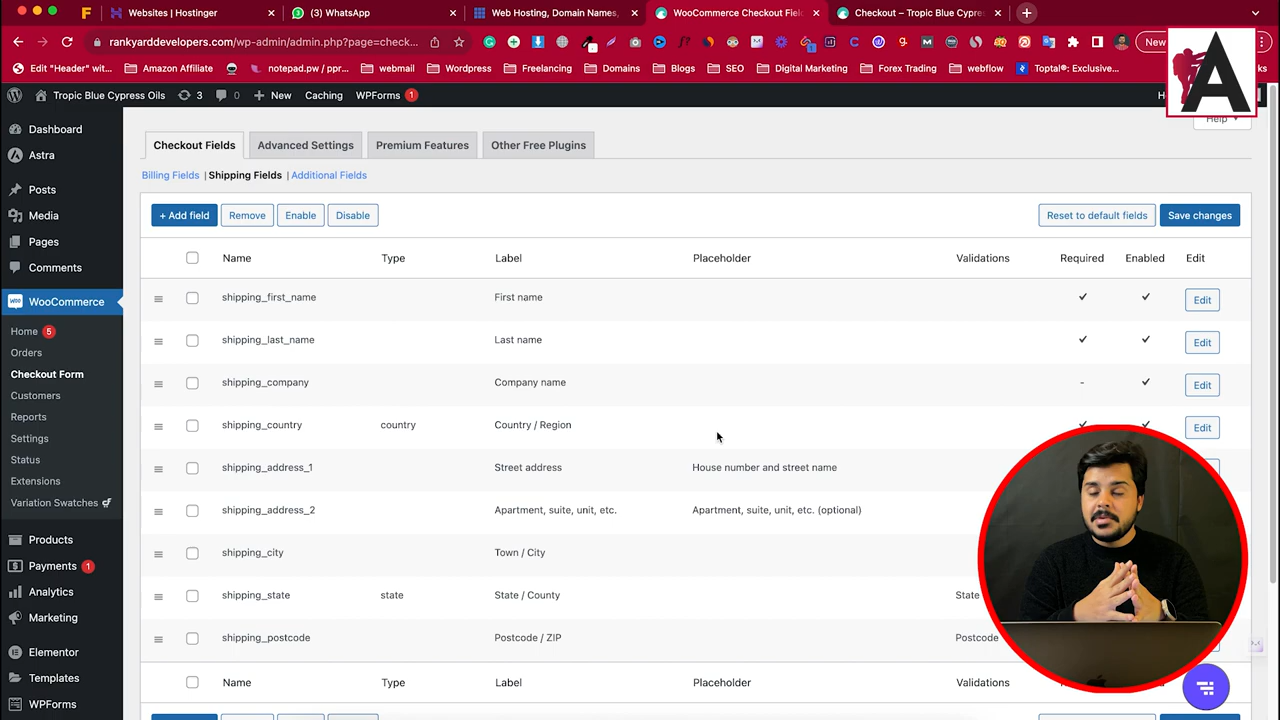 Websites | Hostinger
(3) WhatsApp
Web Hosting, Domain Names,
WooCommerce Checkout Fiel
Checkout – Tropic Blue Cypres
rankyarddevelopers.com/wp-admin/admin.php?page=check...
New
Edit "Header" wit...
Amazon Affiliate
notepad.pw / ppr...
webmail
Wordpress
Freelancing
Domains
Blogs
SEO
Digital Marketing
Forex Trading
webflow
Toptal®: Exclusive...
A
Tropic Blue Cypress Oils
3
0
New
Caching
WPForms 1
Help
Dashboard
Astra
Posts
Media
Pages
Comments
WooCommerce
Home 5
Orders
Checkout Form
Customers
Reports
Settings
Status
Extensions
Variation Swatches
Products
Payments 1
Analytics
Marketing
Elementor
Templates
WPForms
Checkout Fields
Advanced Settings
Premium Features
Other Free Plugins
Billing Fields | Shipping Fields | Additional Fields
+ Add field
Remove
Enable
Disable
Reset to default fields
Save changes
Name Type Label Placeholder Validations Required Enabled Edit
shipping_first_name First name Edit
shipping_last_name Last name Edit
shipping_company Company name - Edit
shipping_country country Country / Region Edit
shipping_address_1 Street address House number and street name
shipping_address_2 Apartment, suite, unit, etc. Apartment, suite, unit, etc. (optional)
shipping_city Town / City
shipping_state state State / County State
shipping_postcode Postcode / ZIP Postcode
Name Type Label Placeholder Validations